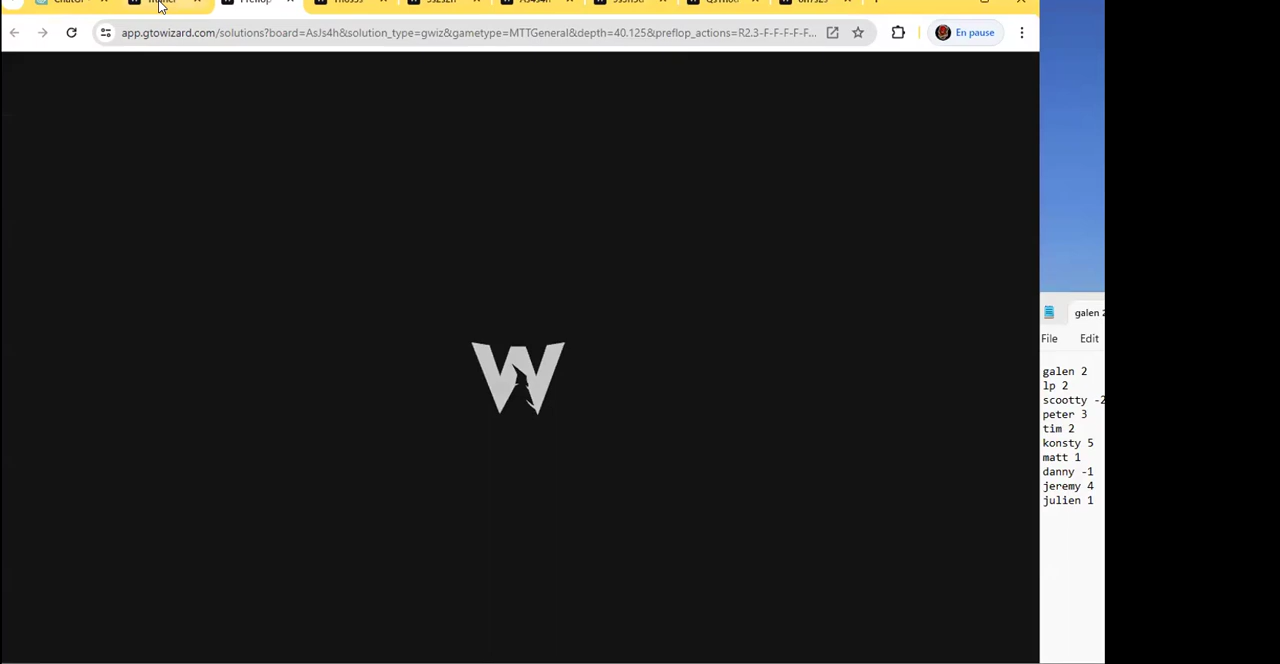 app.gtowizard.com/solutions?board=AsJs4h&solution_type=gwiz&gametype=MTTGeneral&depth=40.125&preflop_actions=R2.3-F-F-F-F-F...
En pause
galen 2
File Edit
galen 2
lp 2
scootty -2
peter 3
tim 2
konsty 5
matt 1
danny -1
jeremy 4
julien 1